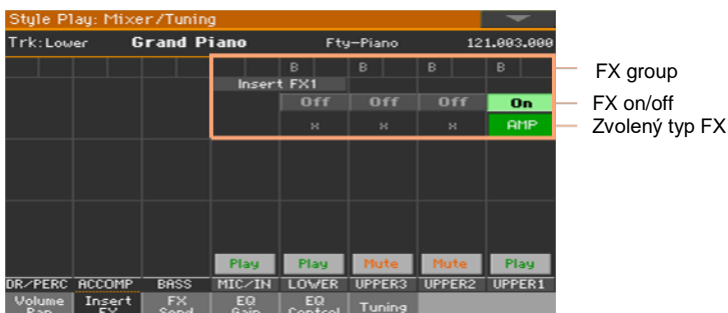 Style Play: Mixer/Tuning
Trk:Lower Grand Piano Fty-Piano 121.003.000
B B B B FX group
Insert FX1
Off Off Off On FX on/off
x x x AMP Zvolený typ FX
Play Play Mute Mute Play
DR/PERC ACCOMP BASS MIC/IN LOWER UPPER3 UPPER2 UPPER1
Volume Insert FX EQ EQ Tuning
Pan FX Send Gain Control